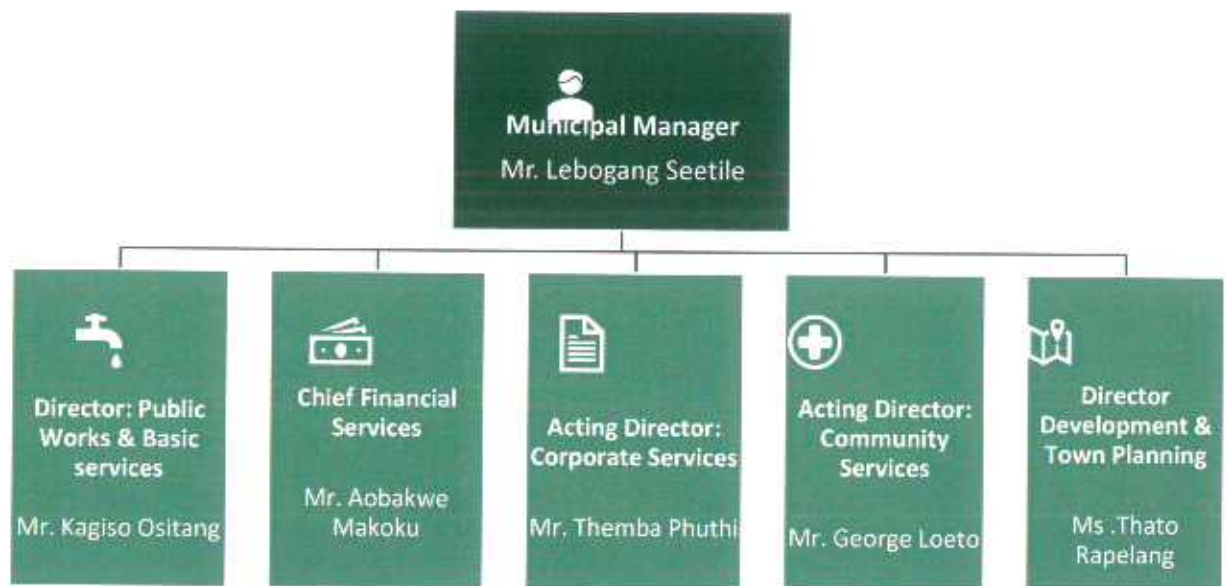 Municipal Manager
Mr. Lebogang Seetile
Director: Public
Works & Basic
services
Mr. Kagiso Ositang
Chief Financial
Services
Mr. Aobakwe
Makoku
Acting Director:
Corporate Services
Mr. Themba Phuthi
Acting Director:
Community
Services
Mr. George Loeto
Director
Development &
Town Planning
Ms .Thato
Rapelang